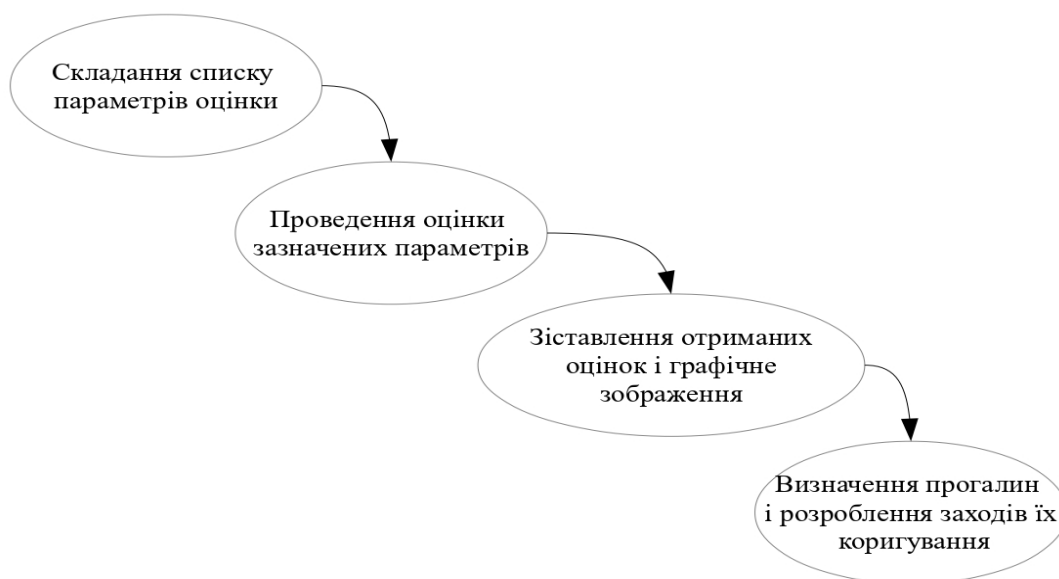 Складання списку
параметрів оцінки
Проведення оцінки
зазначених параметрів
Зіставлення отриманих
оцінок і графічне
зображення
Визначення прогалин
і розроблення заходів їх
коригування